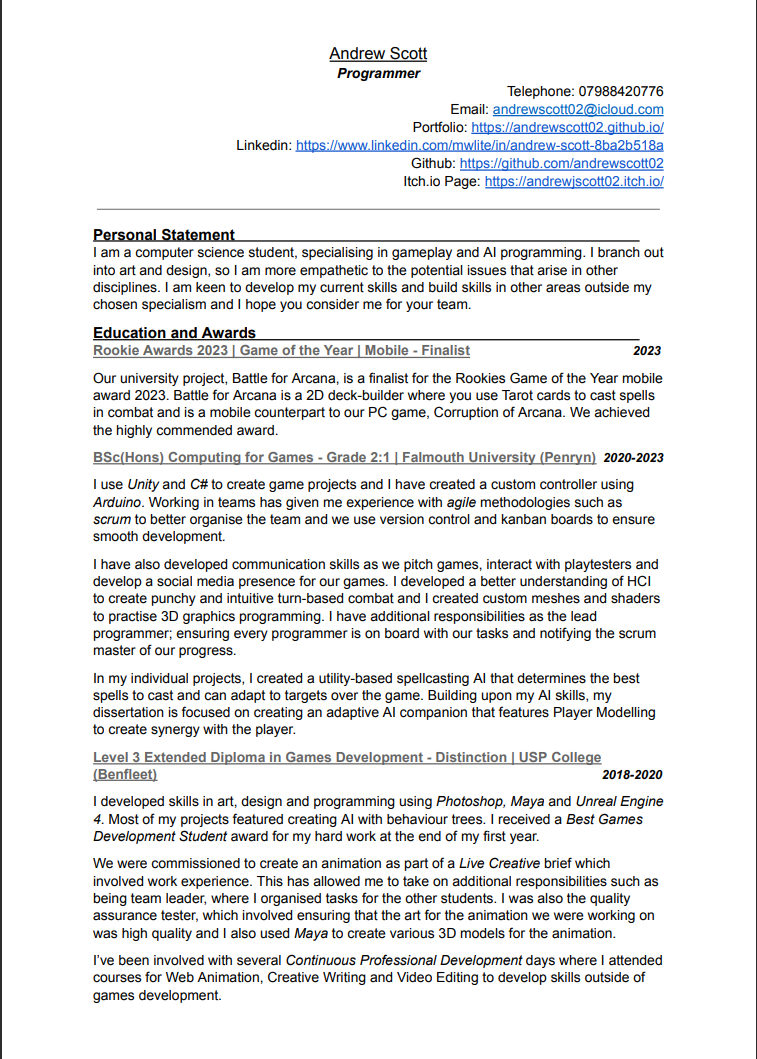 Andrew Scott
Programmer
Telephone: 07988420776
Email: andrewscott02@icloud.com
Portfolio: https://andrewscott02.github.io/
Linkedin: https://www.linkedin.com/mwlite/in/andrew-scott-8ba2b518a
Github: https://github.com/andrewscott02
Itch.io Page: https://andrewjscott02.itch.io/
Personal Statement
I am a computer science student, specialising in gameplay and AI programming. I branch out
into art and design, so I am more empathetic to the potential issues that arise in other
disciplines. I am keen to develop my current skills and build skills in other areas outside my
chosen specialism and I hope you consider me for your team.
Education and Awards
Rookie Awards 2023 | Game of the Year | Mobile - Finalist 2023
Our university project, Battle for Arcana, is a finalist for the Rookies Game of the Year mobile
award 2023. Battle for Arcana is a 2D deck-builder where you use Tarot cards to cast spells
in combat and is a mobile counterpart to our PC game, Corruption of Arcana. We achieved
the highly commended award.
BSc(Hons) Computing for Games - Grade 2:1 | Falmouth University (Penryn) 2020-2023
I use Unity and C# to create game projects and I have created a custom controller using
Arduino. Working in teams has given me experience with agile methodologies such as
scrum to better organise the team and we use version control and kanban boards to ensure
smooth development.
I have also developed communication skills as we pitch games, interact with playtesters and
develop a social media presence for our games. I developed a better understanding of HCI
to create punchy and intuitive turn-based combat and I created custom meshes and shaders
to practise 3D graphics programming. I have additional responsibilities as the lead
programmer; ensuring every programmer is on board with our tasks and notifying the scrum
master of our progress.
In my individual projects, I created a utility-based spellcasting AI that determines the best
spells to cast and can adapt to targets over the game. Building upon my AI skills, my
dissertation is focused on creating an adaptive AI companion that features Player Modelling
to create synergy with the player.
Level 3 Extended Diploma in Games Development - Distinction | USP College
(Benfleet) 2018-2020
I developed skills in art, design and programming using Photoshop, Maya and Unreal Engine
4. Most of my projects featured creating AI with behaviour trees. I received a Best Games
Development Student award for my hard work at the end of my first year.
We were commissioned to create an animation as part of a Live Creative brief which
involved work experience. This has allowed me to take on additional responsibilities such as
being team leader, where I organised tasks for the other students. I was also the quality
assurance tester, which involved ensuring that the art for the animation we were working on
was high quality and I also used Maya to create various 3D models for the animation.
I've been involved with several Continuous Professional Development days where I attended
courses for Web Animation, Creative Writing and Video Editing to develop skills outside of
games development.